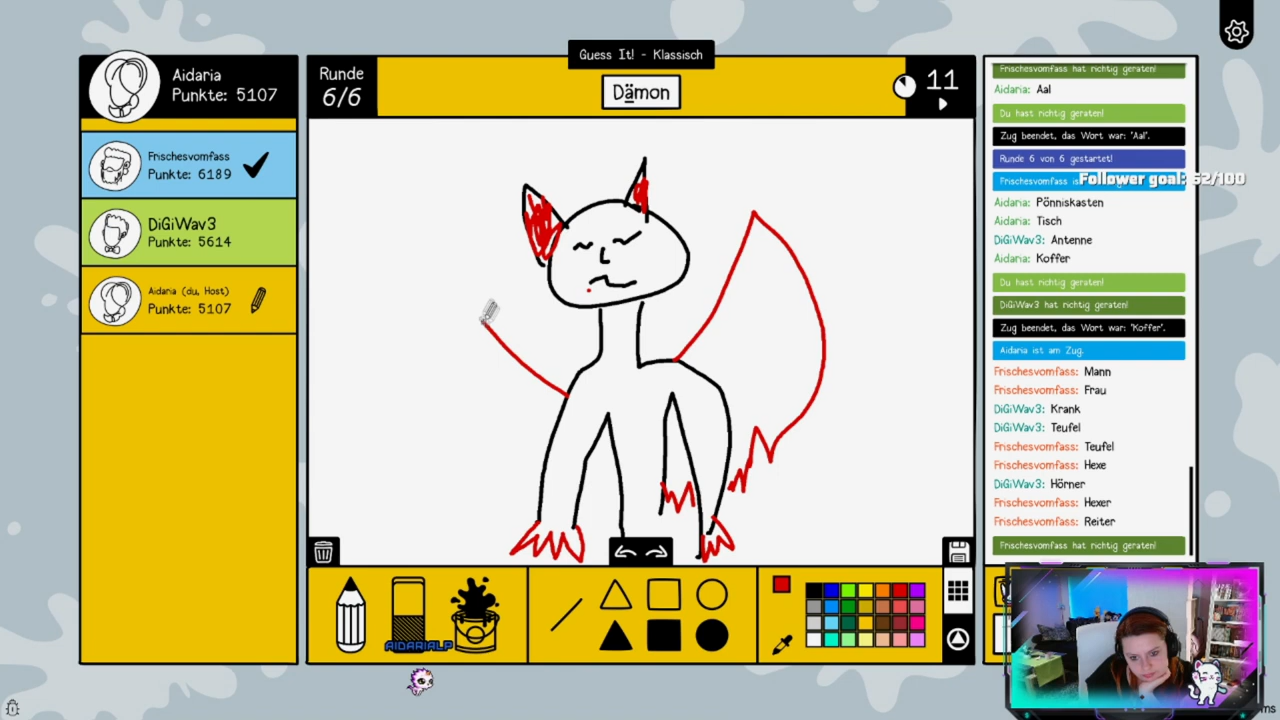 Guess It! - Klassisch
Aidaria
Punkte: 5107
Frischesvomfass
Punkte: 6189
DiGiWav3
Punkte: 5614
Aidaria (du, Host)
Punkte: 5107
Runde
6/6
Dämon
11
AIDARIALP
Frischesvomfass hat richtig geraten!
Aidaria: Aal
Du hast richtig geraten!
Zug beendet, das Wort war: 'Aal'.
Runde 6 von 6 gestartet!
Frischesvomfass is
Follower goal: 52/100
Aidaria: Pönniskasten
Aidaria: Tisch
DiGiWav3: Antenne
Aidaria: Koffer
Du hast richtig geraten!
DiGiWav3 hat richtig geraten!
Zug beendet, das Wort war: 'Koffer'.
Aidaria ist am Zug.
Frischesvomfass: Mann
Frischesvomfass: Frau
DiGiWav3: Krank
DiGiWav3: Teufel
Frischesvomfass: Teufel
Frischesvomfass: Hexe
DiGiWav3: Hörner
Frischesvomfass: Hexer
Frischesvomfass: Reiter
Frischesvomfass hat richtig geraten!
ms